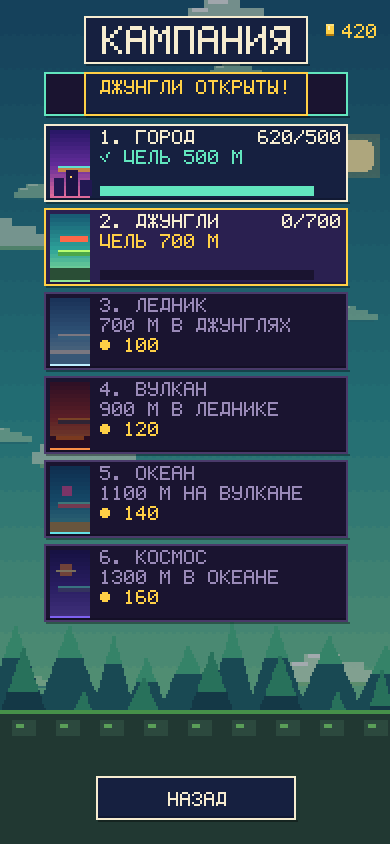 КАМПАНИЯ
420
ДЖУНГЛИ ОТКРЫТЫ!
1. ГОРОД 620/500
✓ ЦЕЛЬ 500 М
2. ДЖУНГЛИ 0/700
ЦЕЛЬ 700 М
3. ЛЕДНИК
700 М В ДЖУНГЛЯХ
100
4. ВУЛКАН
900 М В ЛЕДНИКЕ
120
5. ОКЕАН
1100 М НА ВУЛКАНЕ
140
6. КОСМОС
1300 М В ОКЕАНЕ
160
НАЗАД